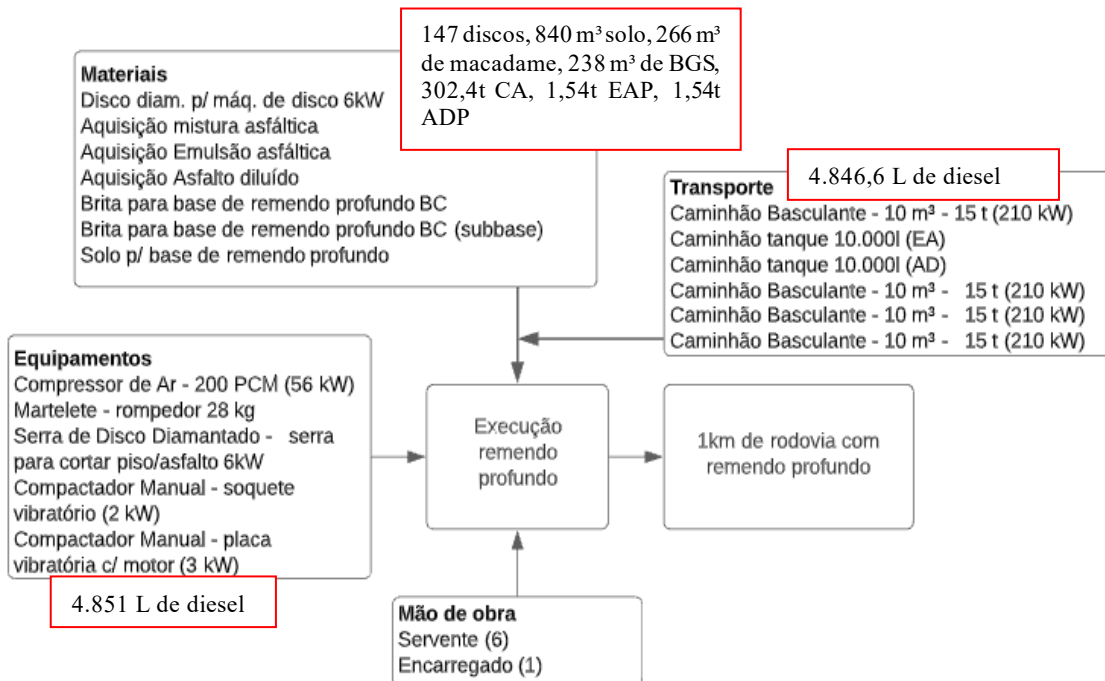 147 discos, 840 m³ solo, 266 m³
de macadame, 238 m³ de BGS,
302,4t CA, 1,54t EAP, 1,54t
ADP
Materiais
Disco diam. p/ máq. de disco 6kW
Aquisição mistura asfáltica
Aquisição Emulsão asfáltica
Aquisição Asfalto diluído
Brita para base de remendo profundo BC
Brita para base de remendo profundo BC (subbase)
Solo p/ base de remendo profundo
4.846,6 L de diesel
Transporte
Caminhão Basculante - 10 m³ - 15 t (210 kW)
Caminhão tanque 10.000l (EA)
Caminhão tanque 10.000l (AD)
Caminhão Basculante - 10 m³ - 15 t (210 kW)
Caminhão Basculante - 10 m³ - 15 t (210 kW)
Caminhão Basculante - 10 m³ - 15 t (210 kW)
Equipamentos
Compressor de Ar - 200 PCM (56 kW)
Martelete - rompedor 28 kg
Serra de Disco Diamantado - serra
para cortar piso/asfalto 6kW
Compactador Manual - soquete
vibratório (2 kW)
Compactador Manual - placa
vibratória c/ motor (3 kW)
4.851 L de diesel
Execução
remendo
profundo
1km de rodovia com
remendo profundo
Mão de obra
Servente (6)
Encarregado (1)